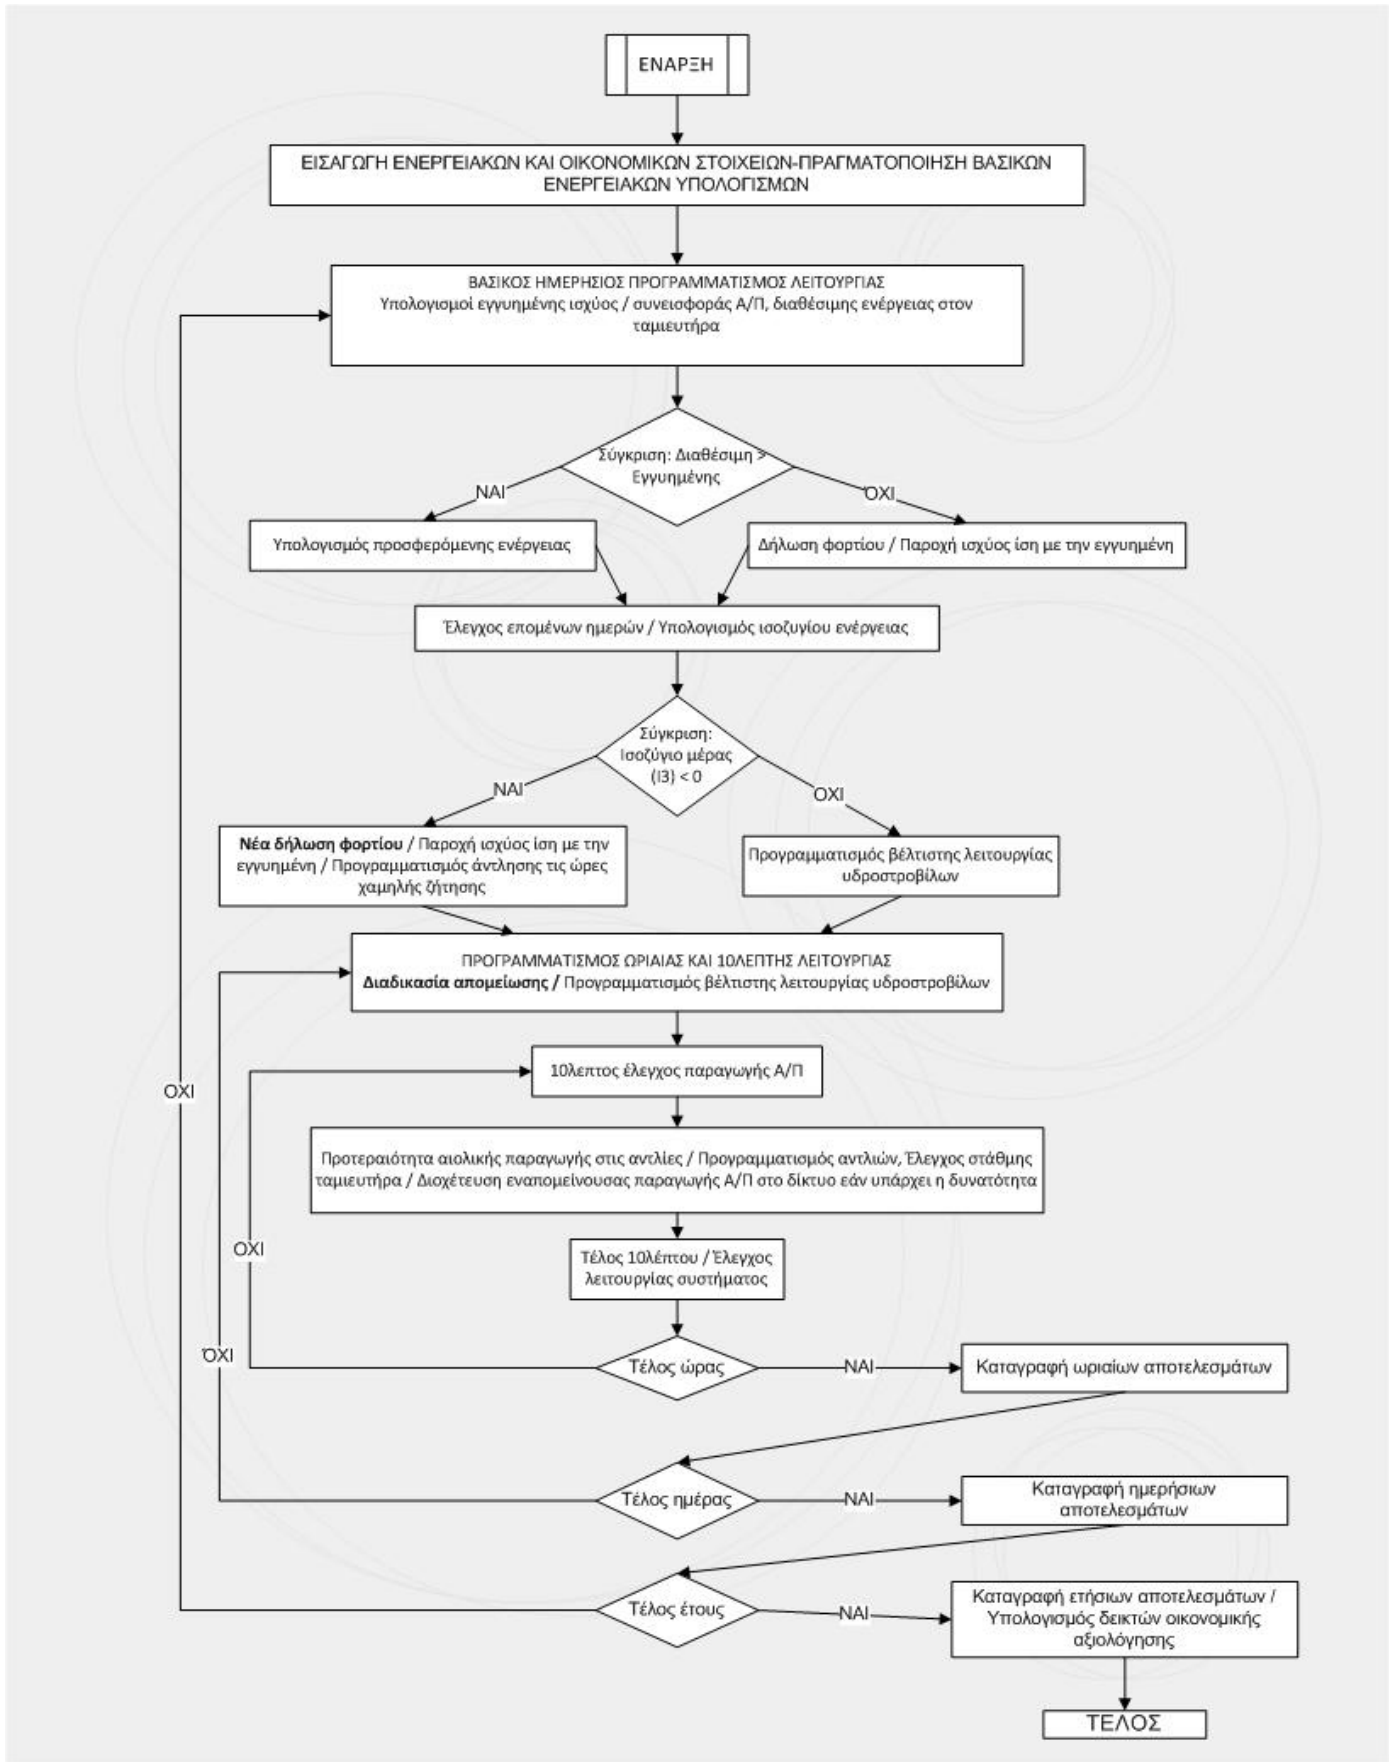 ΕΝΑΡΞΗ
ΕΙΣΑΓΩΓΗ ΕΝΕΡΓΕΙΑΚΩΝ ΚΑΙ ΟΙΚΟΝΟΜΙΚΩΝ ΣΤΟΙΧΕΙΩΝ-ΠΡΑΓΜΑΤΟΠΟΙΗΣΗ ΒΑΣΙΚΩΝ
ΕΝΕΡΓΕΙΑΚΩΝ ΥΠΟΛΟΓΙΣΜΩΝ
ΒΑΣΙΚΟΣ ΗΜΕΡΗΣΙΟΣ ΠΡΟΓΡΑΜΜΑΤΙΣΜΟΣ ΛΕΙΤΟΥΡΓΙΑΣ
Υπολογισμοί εγγυημένης ισχύος / συνεισφοράς Α/Π, διαθέσιμης ενέργειας στον
ταμιευτήρα
Σύγκριση: Διαθέσιμη >
Εγγυημένης
ΝΑΙ
ΌΧΙ
Υπολογισμός προσφερόμενης ενέργειας
Δήλωση φορτίου / Παροχή ισχύος ίση με την εγγυημένη
Έλεγχος επομένων ημερών / Υπολογισμός ισοζυγίου ενέργειας
Σύγκριση:
Ισοζύγιο μέρας
(Ι3) < 0
ΝΑΙ
ΟΧΙ
Νέα δήλωση φορτίου / Παροχή ισχύος ίση με την
εγγυημένη / Προγραμματισμός άντλησης τις ώρες
χαμηλής ζήτησης
Προγραμματισμός βέλτιστης λειτουργίας
υδροστροβίλων
ΠΡΟΓΡΑΜΜΑΤΙΣΜΟΣ ΩΡΙΑΙΑΣ ΚΑΙ 10ΛΕΠΤΗΣ ΛΕΙΤΟΥΡΓΙΑΣ
Διαδικασία απομείωσης / Προγραμματισμός βέλτιστης λειτουργίας υδροστροβίλων
10λεπτος έλεγχος παραγωγής Α/Π
ΟΧΙ
Προτεραιότητα αιολικής παραγωγής στις αντλίες / Προγραμματισμός αντλιών, Έλεγχος στάθμης
ταμιευτήρα / Διοχέτευση εναπομείνουσας παραγωγής Α/Π στο δίκτυο εάν υπάρχει η δυνατότητα
ΟΧΙ
Τέλος 10λέπτου / Έλεγχος
λειτουργίας συστήματος
ΌΧΙ
Τέλος ώρας
ΝΑΙ
Καταγραφή ωριαίων αποτελεσμάτων
Τέλος ημέρας
ΝΑΙ
Καταγραφή ημερήσιων
αποτελεσμάτων
Τέλος έτους
ΝΑΙ
Καταγραφή ετήσιων αποτελεσμάτων /
Υπολογισμός δεικτών οικονομικής
αξιολόγησης
ΤΕΛΟΣ